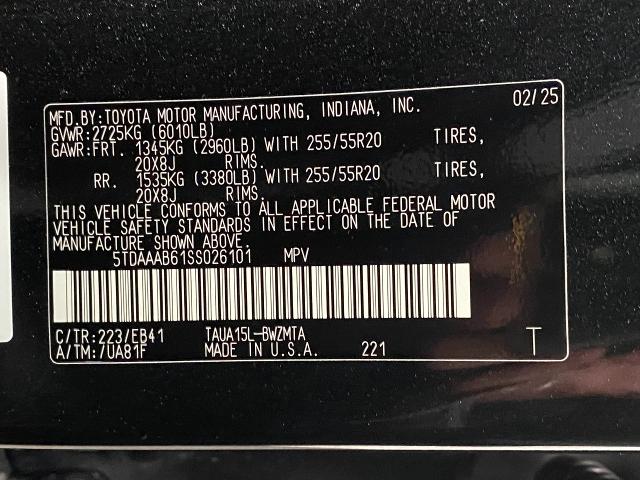 MFD.BY:TOYOTA MOTOR MANUFACTURING, INDIANA, INC. 02/25
GVWR:2725KG (6010LB)
GAWR:FRT. 1345KG (2960LB) WITH 255/55R20 TIRES,
20X8J RIMS.
RR. 1535KG (3380LB) WITH 255/55R20 TIRES,
20X8J RIMS.
THIS VEHICLE CONFORMS TO ALL APPLICABLE FEDERAL MOTOR
VEHICLE SAFETY STANDARDS IN EFFECT ON THE DATE OF
MANUFACTURE SHOWN ABOVE.
5TDAAAB61SS026101 MPV
C/TR:223/EB41 TAUA15L-BWZMTA
A/TM:7UA81F MADE IN U.S.A. 221 T